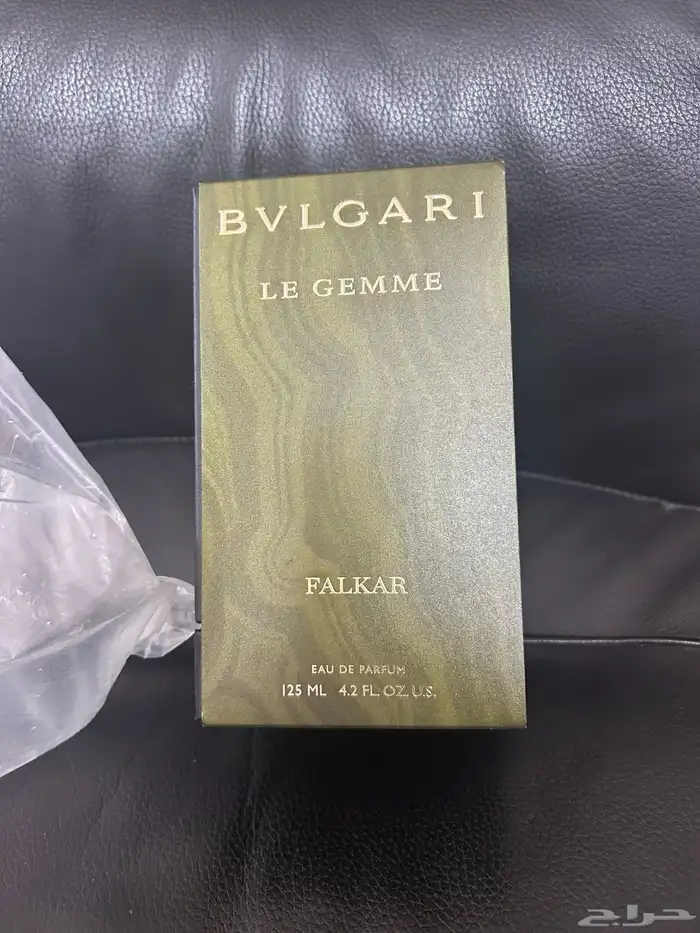 BVLGARI
LE GEMME
FALKAR
EAU DE PARFUM
125 ML 4.2 FL. OZ. U.S.
حراج